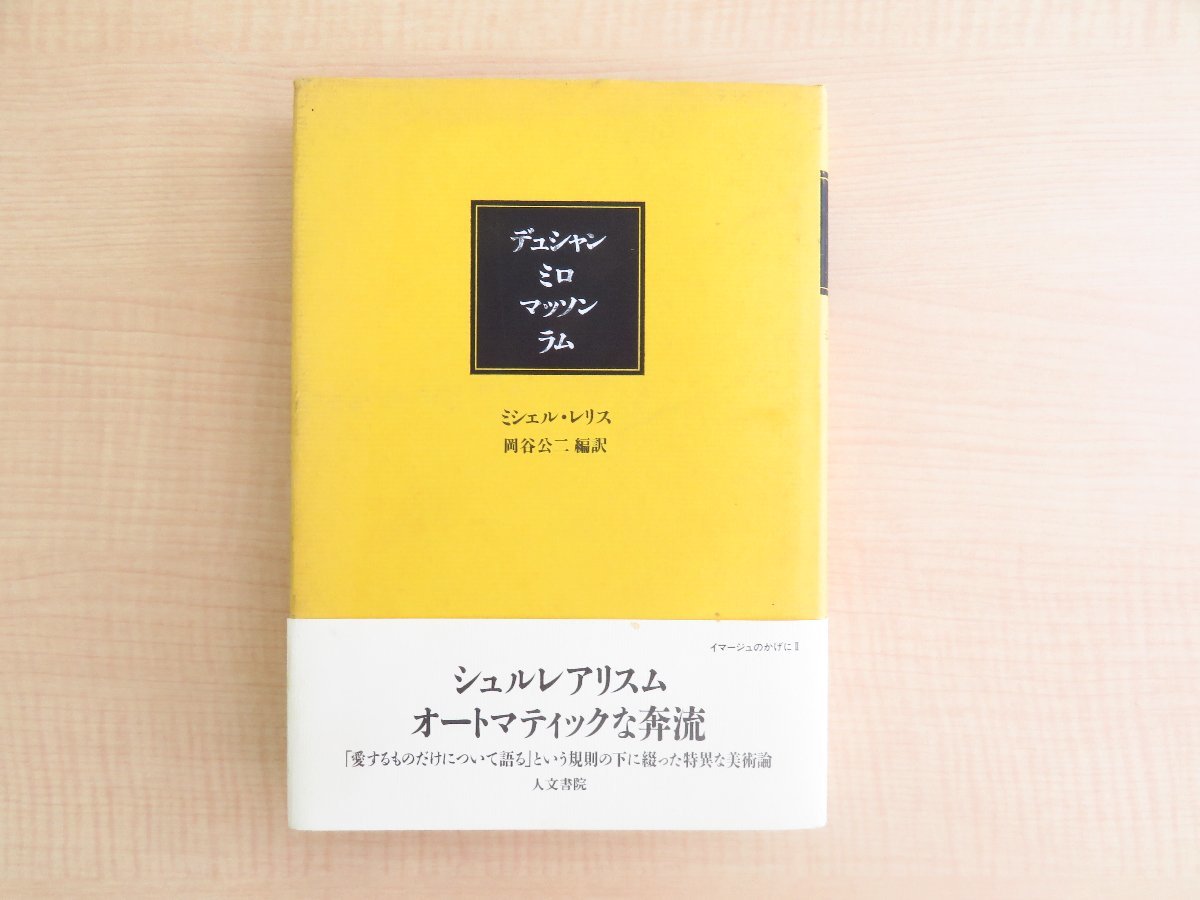 デュシャン
ミロ
マッソン
ラム
ミシェル・レリス
岡谷公二 編訳
イマージュのかげに Ⅱ
シュルレアリスム
オートマティックな奔流
「愛するものだけについて語る」という規則の下に綴った特異な美術論
人文書院